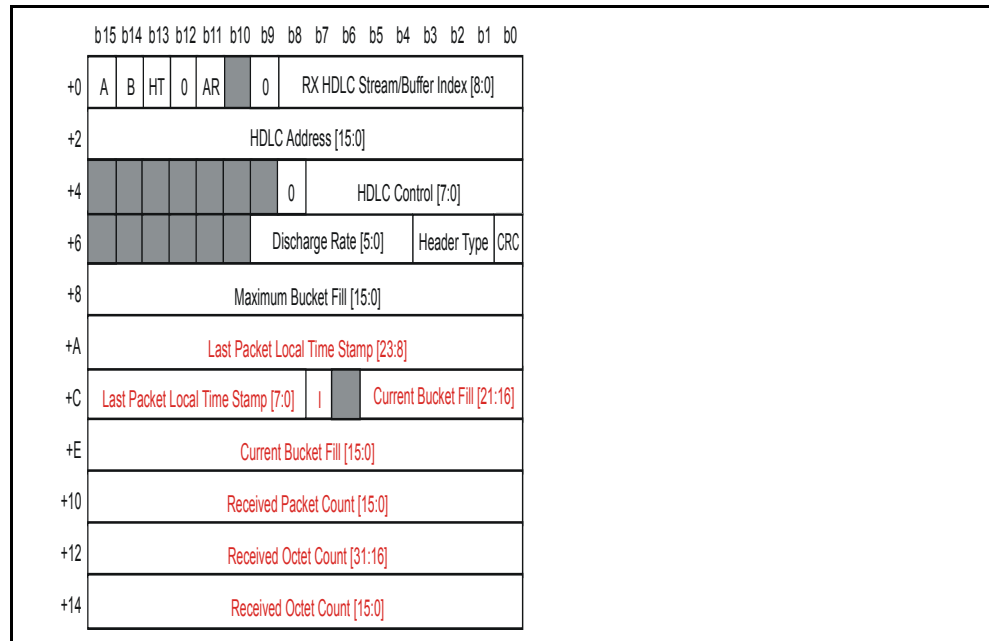 b15 b14 b13 b12 b11 b10 b9 b8 b7 b6 b5 b4 b3 b2 b1 b0
+0 A B HT 0 AR 0 RX HDLC Stream/Buffer Index [8:0]
+2 HDLC Address [15:0]
+4 0 HDLC Control [7:0]
+6 Discharge Rate [5:0] Header Type CRC
+8 Maximum Bucket Fill [15:0]
+A Last Packet Local Time Stamp [23:8]
+C Last Packet Local Time Stamp [7:0] I Current Bucket Fill [21:16]
+E Current Bucket Fill [15:0]
+10 Received Packet Count [15:0]
+12 Received Octet Count [31:16]
+14 Received Octet Count [15:0]